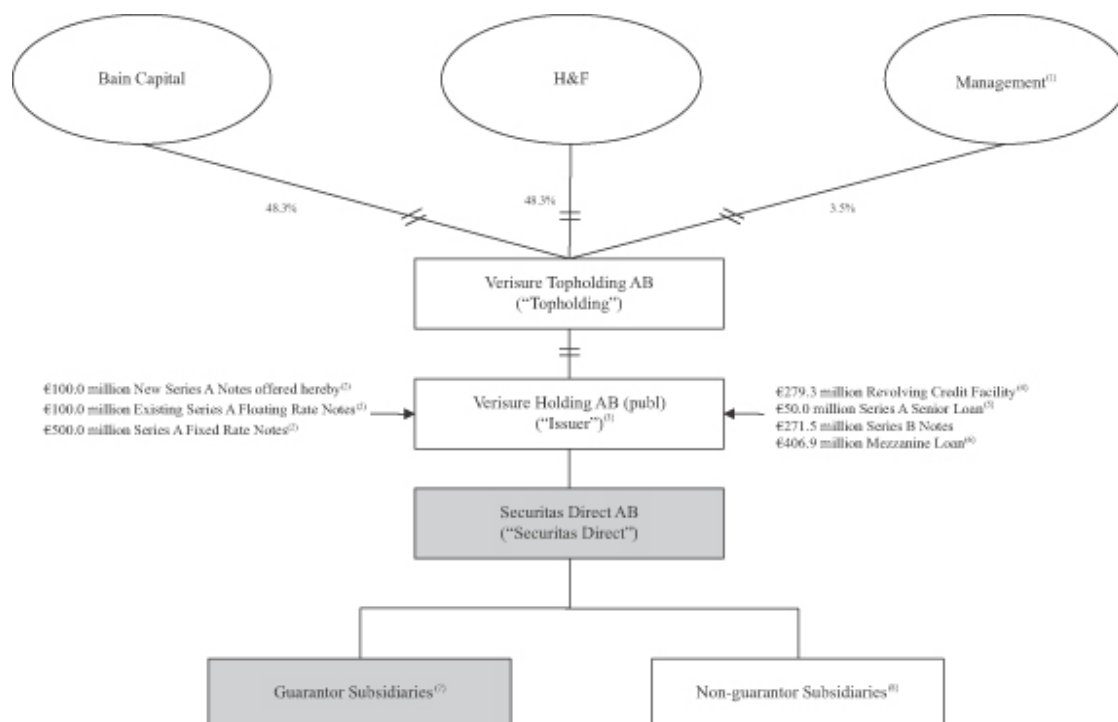 Bain Capital
H&F
Management(1)
48.3%
48.3%
3.5%
Verisure Topholding AB
(“Topholding”)
€100.0 million New Series A Notes offered hereby(2)
€100.0 million Existing Series A Floating Rate Notes(2)
€500.0 million Series A Fixed Rate Notes(2)
Verisure Holding AB (publ)
(“Issuer”)(3)
€279.3 million Revolving Credit Facility(4)
€50.0 million Series A Senior Loan(5)
€271.5 million Series B Notes
€406.9 million Mezzanine Loan(6)
Securitas Direct AB
(“Securitas Direct”)
Guarantor Subsidiaries(7)
Non-guarantor Subsidiaries(8)